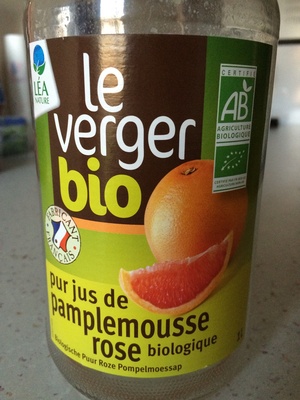 LÉA
NATURE
le
verger
bio
CERTIFIÉ
AB
AGRICULTURE
BIOLOGIQUE
FABRICANT
FRANÇAIS
pur jus de
pamplemousse
rose biologique
Biologische Puur Roze Pompelmoessap